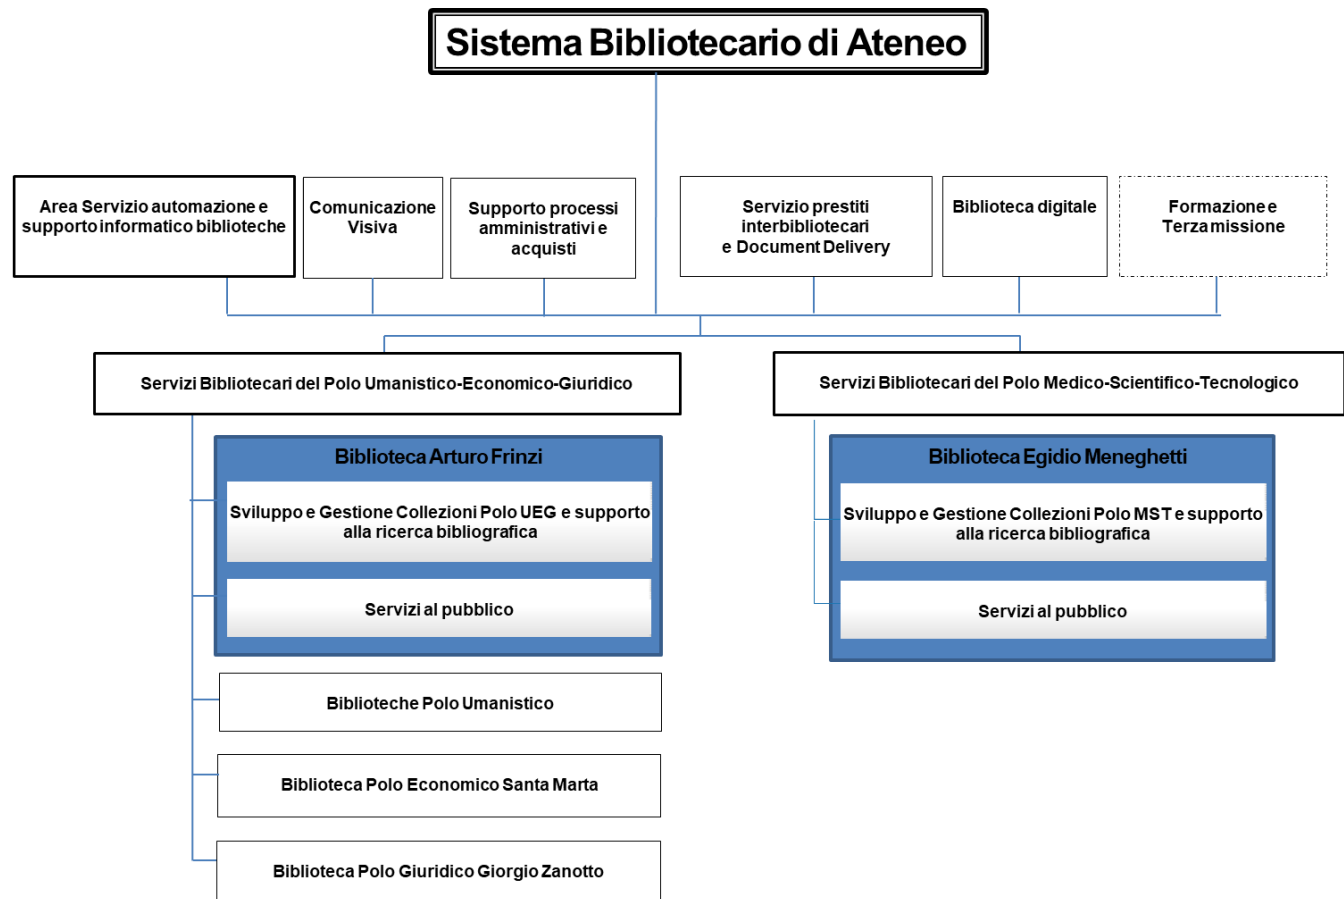 Sistema Bibliotecario di Ateneo
Area Servizio automazione e
supporto informatico biblioteche
Comunicazione
Visiva
Supporto processi
amministrativi e
acquisti
Servizio prestiti
interbibliotecari
e Document Delivery
Biblioteca digitale
Formazione e
Terza missione
Servizi Bibliotecari del Polo Umanistico-Economico-Giuridico
Biblioteca Arturo Frinzi
Sviluppo e Gestione Collezioni Polo UEG e supporto
alla ricerca bibliografica
Servizi al pubblico
Biblioteche Polo Umanistico
Biblioteca Polo Economico Santa Marta
Biblioteca Polo Giuridico Giorgio Zanotto
Servizi Bibliotecari del Polo Medico-Scientifico-Tecnologico
Biblioteca Egidio Meneghetti
Sviluppo e Gestione Collezioni Polo MST e supporto
alla ricerca bibliografica
Servizi al pubblico